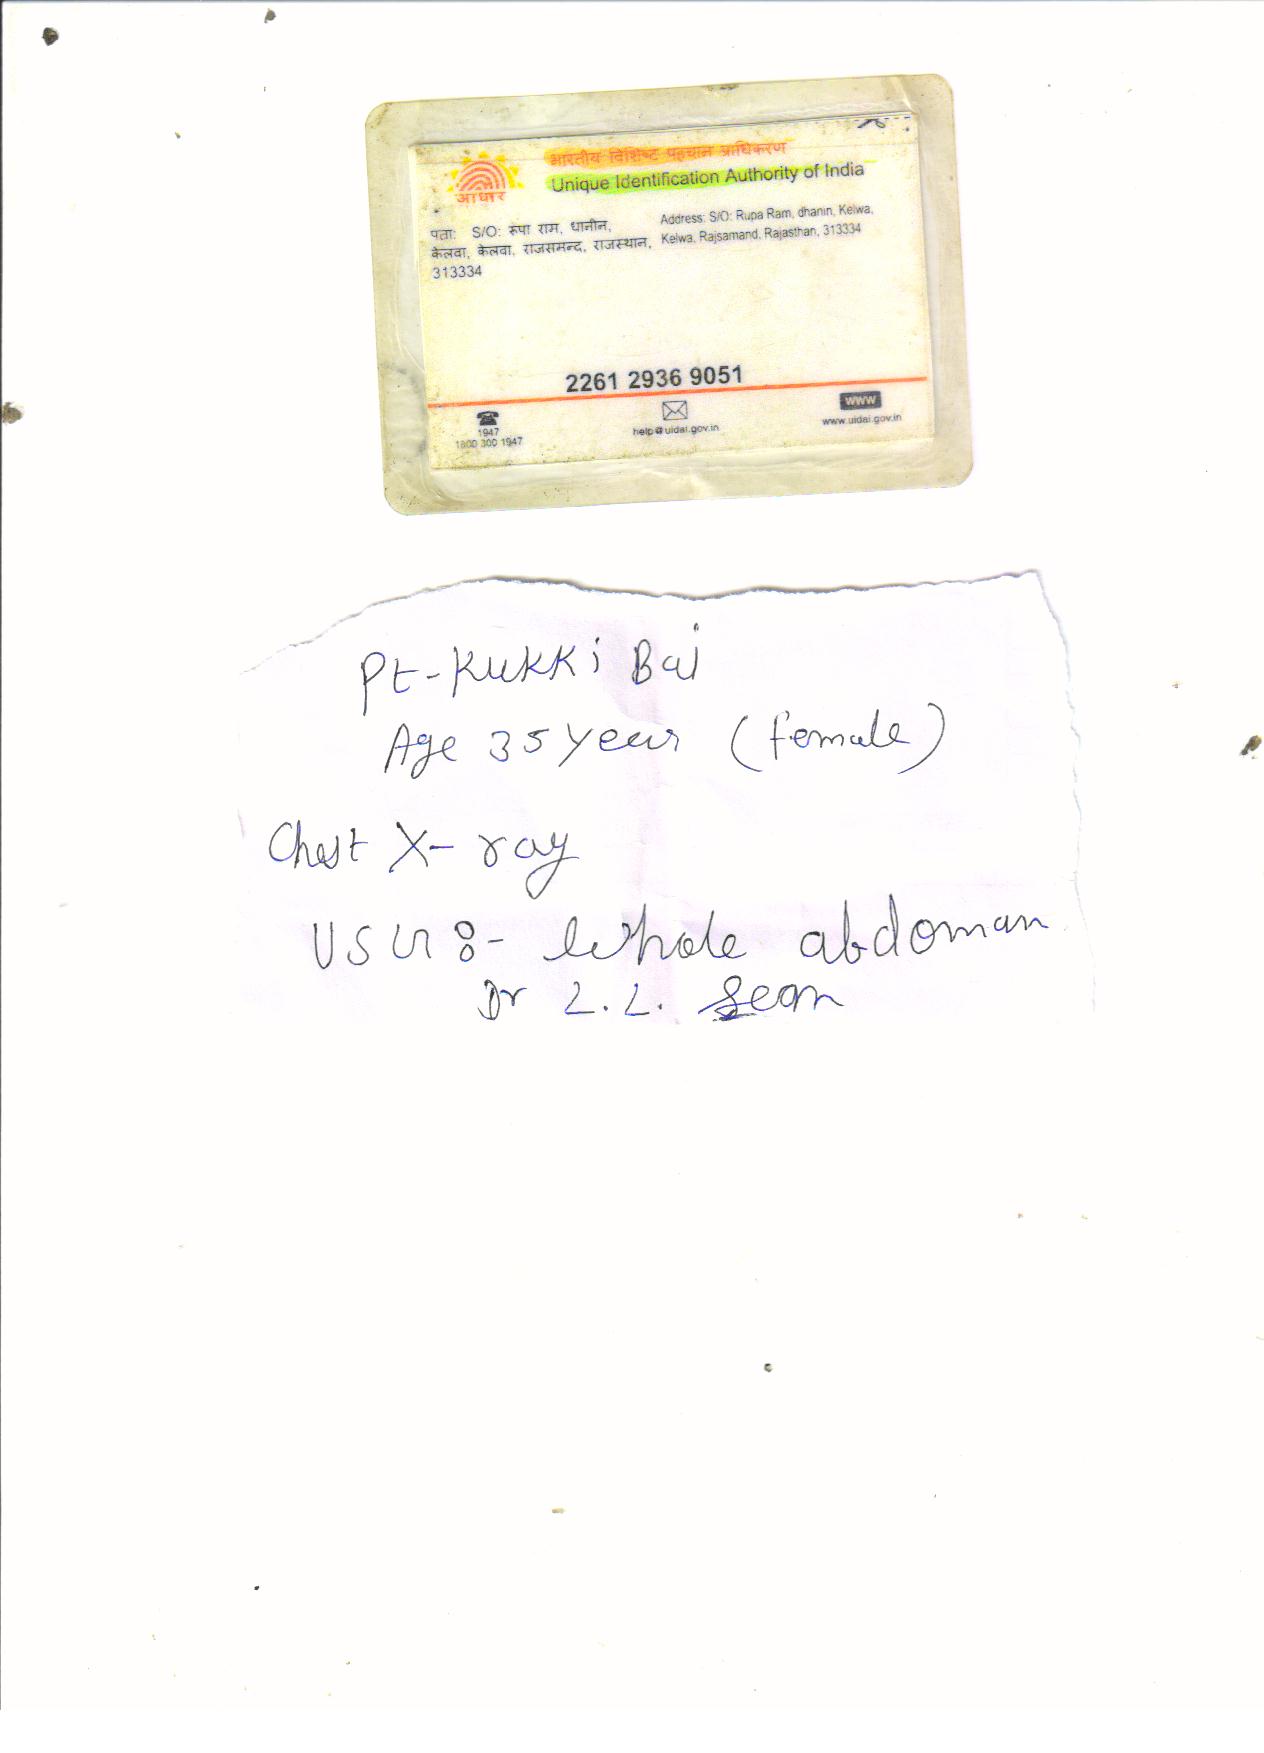 भारतीय विशिष्ट पहचान प्राधिकरण
Unique Identification Authority of India
आधार
पता: S/O: रूपा राम, धानीन,
केलवा, केलवा, राजसमन्द, राजस्थान,
313334
Address: S/O: Rupa Ram, dhanin, Kelwa,
Kelwa, Rajsamand, Rajasthan, 313334
2261 2936 9051
1947
1800 300 1947
help@uidai.gov.in
www
www.uidai.gov.in
Pt-Kukki Bai
Age 35 year (female)
Chest X-ray
USG :- Whole abdoman
Dr L.L.